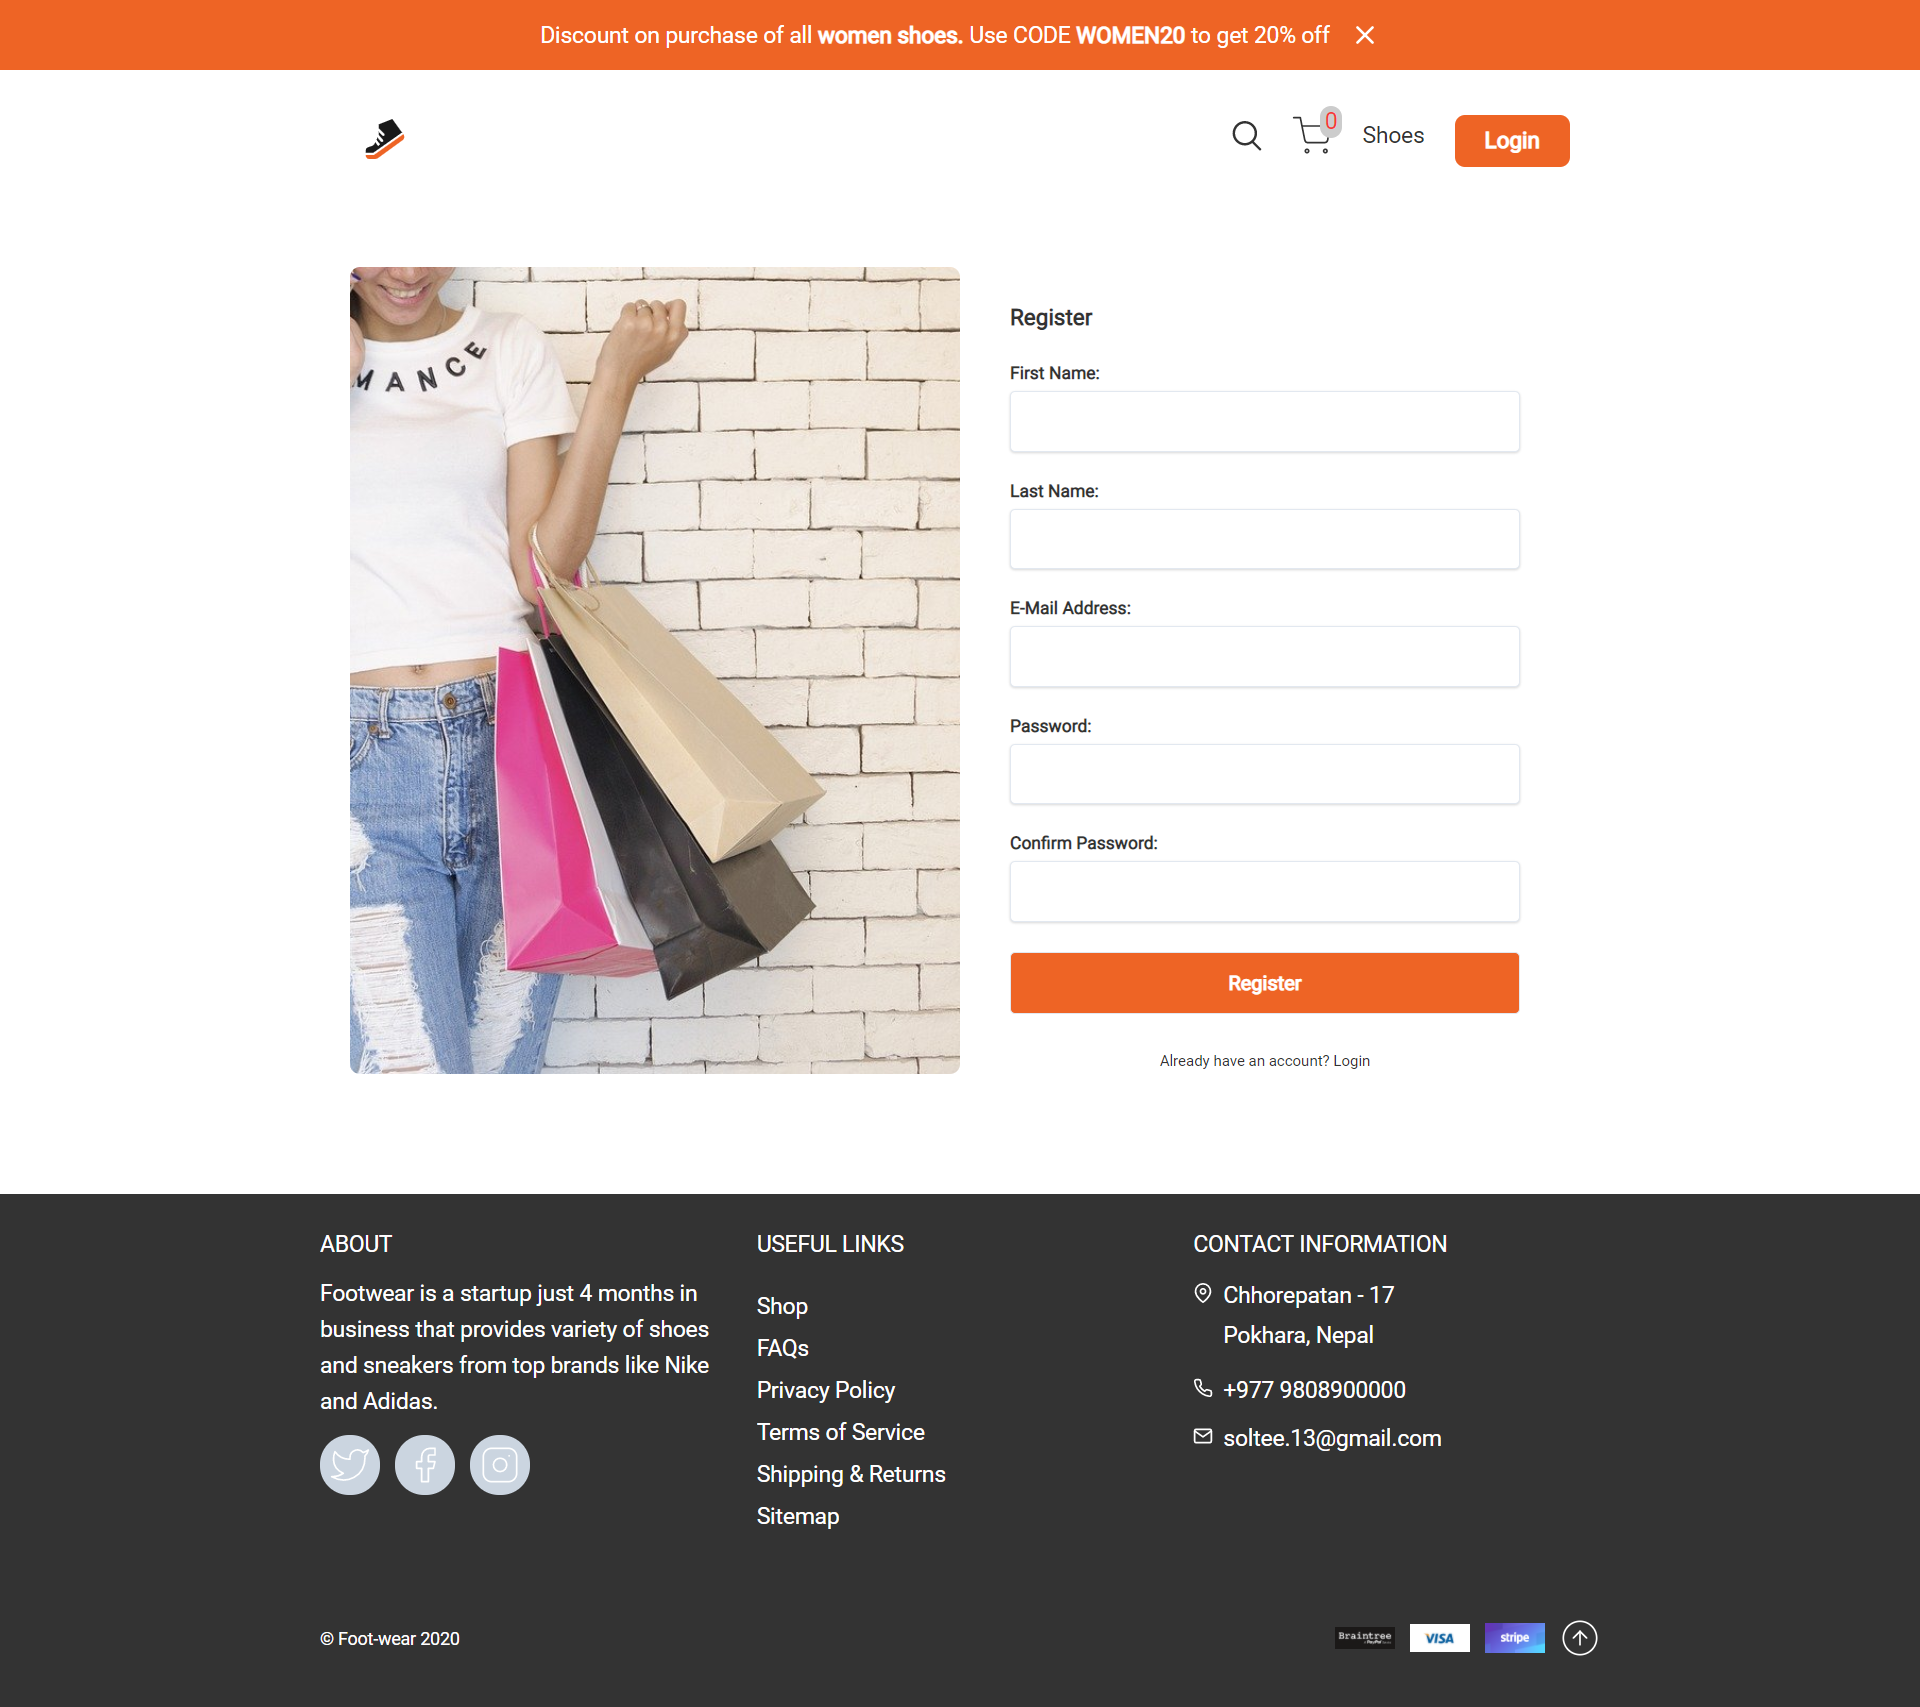 Discount on purchase of all women shoes. Use CODE WOMEN20 to get 20% off
0
Shoes
Login
MANCE
Register
First Name:
Last Name:
E-Mail Address:
Password:
Confirm Password:
Register
Already have an account? Login
ABOUT
Footwear is a startup just 4 months in
business that provides variety of shoes
and sneakers from top brands like Nike
and Adidas.
USEFUL LINKS
Shop
FAQs
Privacy Policy
Terms of Service
Shipping & Returns
Sitemap
CONTACT INFORMATION
Chhorepatan - 17
Pokhara, Nepal
+977 9808900000
soltee.13@gmail.com
© Foot-wear 2020
Braintree
VISA
stripe